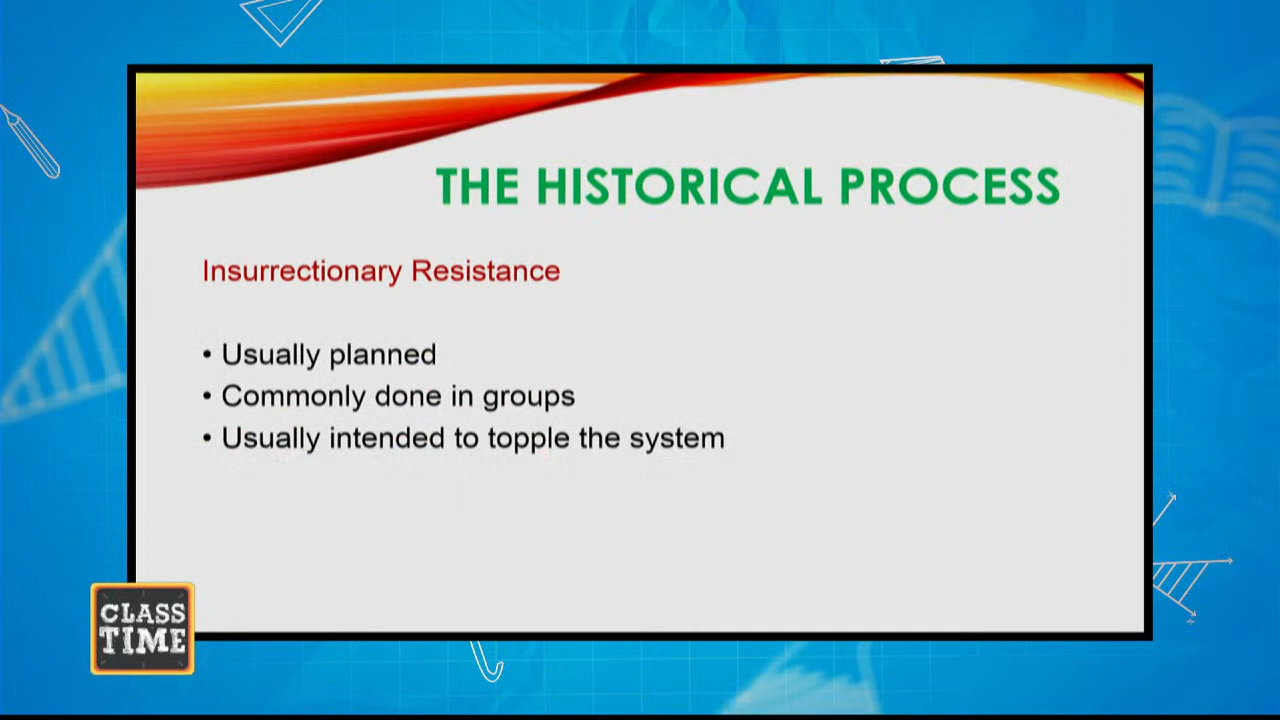 THE HISTORICAL PROCESS
Insurrectionary Resistance
• Usually planned
• Commonly done in groups
• Usually intended to topple the system
CLASS
TIME